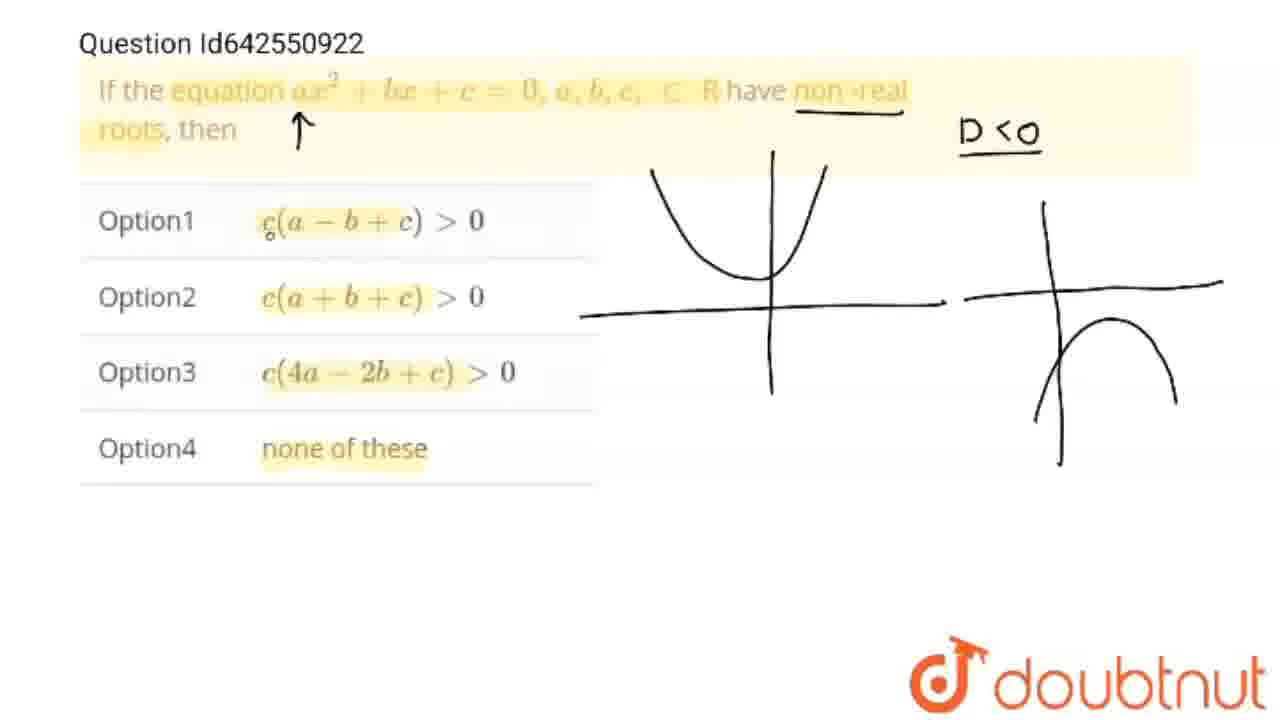 Question Id642550922
If the equation ax² + bx + c = 0, a, b, c, ⊂ R have non -real
roots, then
D < 0
Option1 c(a − b + c) > 0
Option2 c(a + b + c) > 0
Option3 c(4a − 2b + c) > 0
Option4 none of these
doubtnut